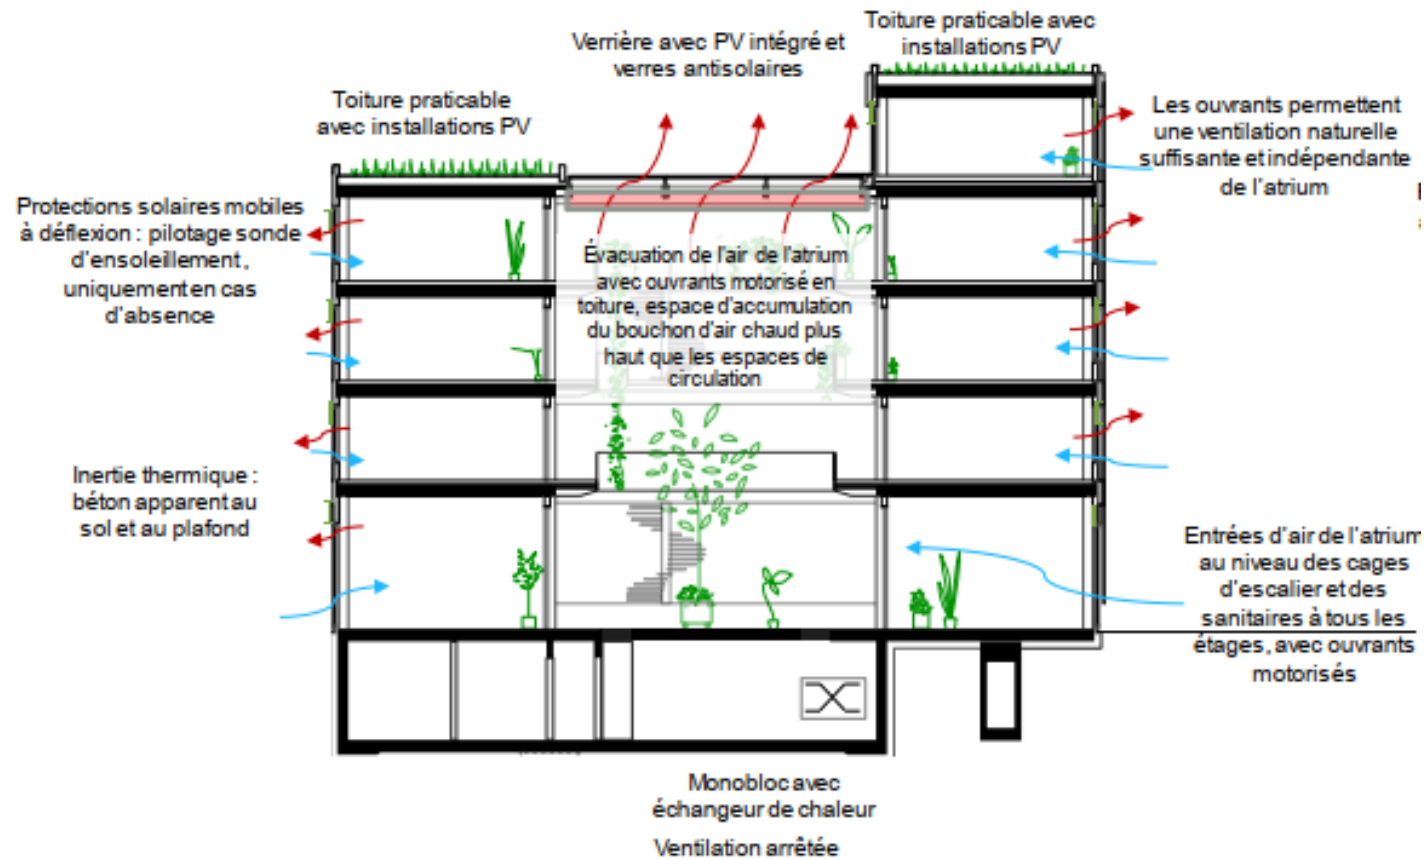 Toiture praticable avec
installations PV
Verrière avec PV intégré et
verres antisolaires
Toiture praticable
avec installations PV
Les ouvrants permettent
une ventilation naturelle
suffisante et indépendante
de l'atrium
Protections solaires mobiles
à déflexion : pilotage sonde
d'ensoleillement,
uniquement en cas
d'absence
Évacuation de l'air de l'atrium
avec ouvrants motorisé en
toiture, espace d'accumulation
du bouchon d'air chaud plus
haut que les espaces de
circulation
Inertie thermique :
béton apparent au
sol et au plafond
Entrées d'air de l'atrium
au niveau des cages
d'escalier et des
sanitaires à tous les
étages, avec ouvrants
motorisés
Monobloc avec
échangeur de chaleur
Ventilation arrêtée